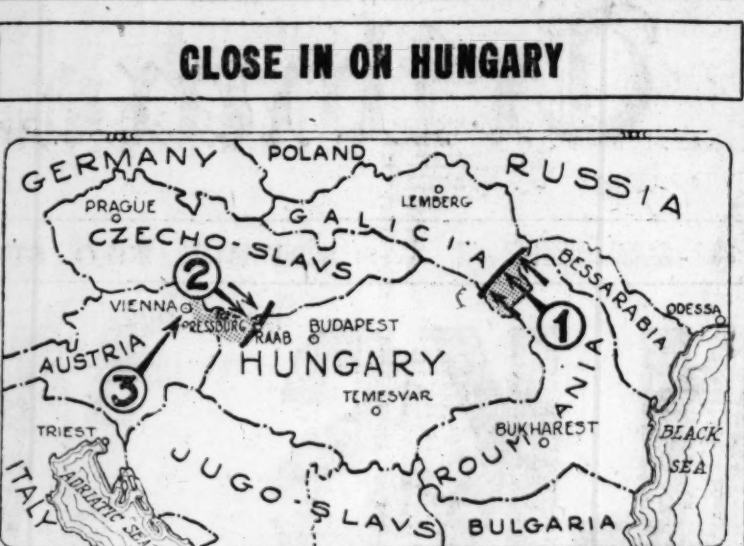 CLOSE IN ON HUNGARY
GERMANY
POLAND
RUSSIA
PRAGUE
LEMBERG
GALICIA
CZECHO-SLAVS
BESSARABIA
2
VIENNA
PRESSBURG
RAAB
BUDAPEST
ODESSA
1
AUSTRIA
HUNGARY
3
TEMESVAR
ROUMANIA
BUKHAREST
TRIEST
BLACK
SEA
JUGO-SLAVS
ITALY
ADRIATIC SEA
BULGARIA